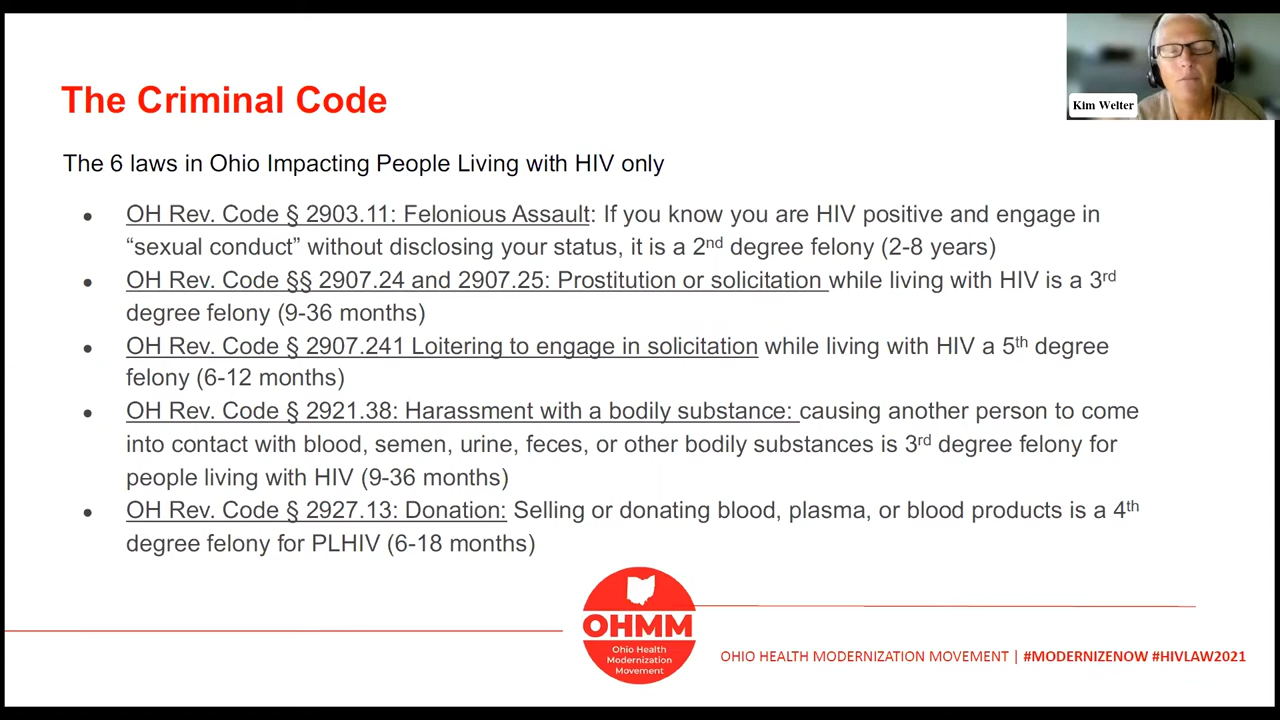 Kim Welter
The Criminal Code
The 6 laws in Ohio Impacting People Living with HIV only
● OH Rev. Code § 2903.11: Felonious Assault: If you know you are HIV positive and engage in
“sexual conduct” without disclosing your status, it is a 2nd degree felony (2-8 years)
● OH Rev. Code §§ 2907.24 and 2907.25: Prostitution or solicitation while living with HIV is a 3rd
degree felony (9-36 months)
● OH Rev. Code § 2907.241 Loitering to engage in solicitation while living with HIV a 5th degree
felony (6-12 months)
● OH Rev. Code § 2921.38: Harassment with a bodily substance: causing another person to come
into contact with blood, semen, urine, feces, or other bodily substances is 3rd degree felony for
people living with HIV (9-36 months)
● OH Rev. Code § 2927.13: Donation: Selling or donating blood, plasma, or blood products is a 4th
degree felony for PLHIV (6-18 months)
OHMM
Ohio Health
Modernization
Movement
OHIO HEALTH MODERNIZATION MOVEMENT | #MODERNIZENOW #HIVLAW2021